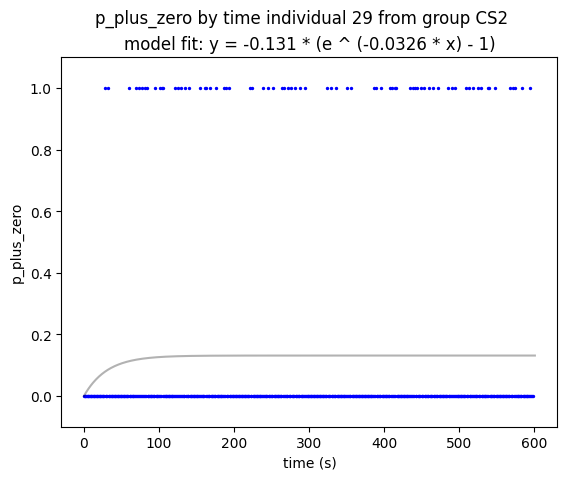 p_plus_zero by time individual 29 from group CS2
model fit: y = -0.131 * (e ^ (-0.0326 * x) - 1)
1.0
0.8
0.6
0.4
0.2
0.0
p_plus_zero
0 100 200 300 400 500 600
time (s)